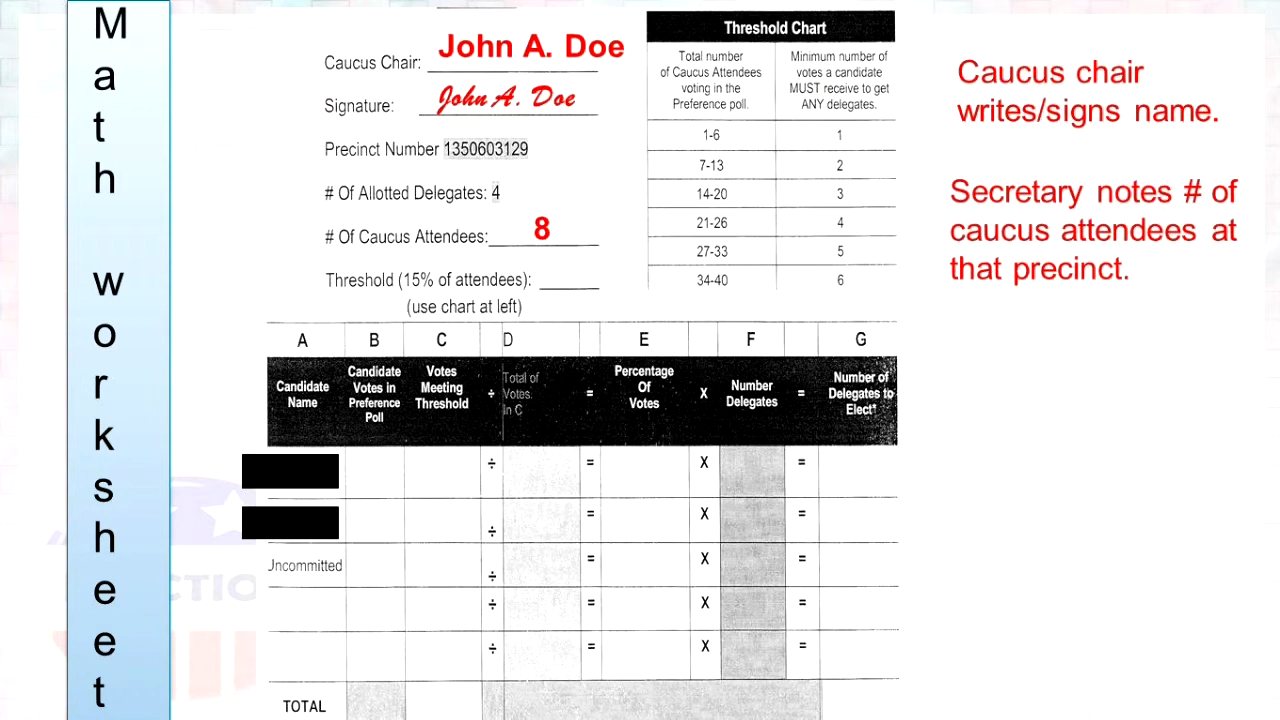 Math worksheet
Caucus Chair: John A. Doe
Signature: John A. Doe
Precinct Number 1350603129
# Of Allotted Delegates: 4
# Of Caucus Attendees: 8
Threshold (15% of attendees):
(use chart at left)
Threshold Chart
Total number of Caucus Attendees voting in the Preference poll.
Minimum number of votes a candidate MUST receive to get ANY delegates.
1-6 1
7-13 2
14-20 3
21-26 4
27-33 5
34-40 6
Caucus chair
writes/signs name.
Secretary notes # of
caucus attendees at
that precinct.
A B C D E F G
Candidate Name
Candidate Votes in Preference Poll
Votes Meeting Threshold
÷
Total of Votes. In C
=
Percentage Of Votes
X
Number Delegates
=
Number of Delegates to Elect*
÷ = X =
÷ = X =
Uncommitted ÷ = X =
÷ = X =
÷ = X =
TOTAL
CTIO